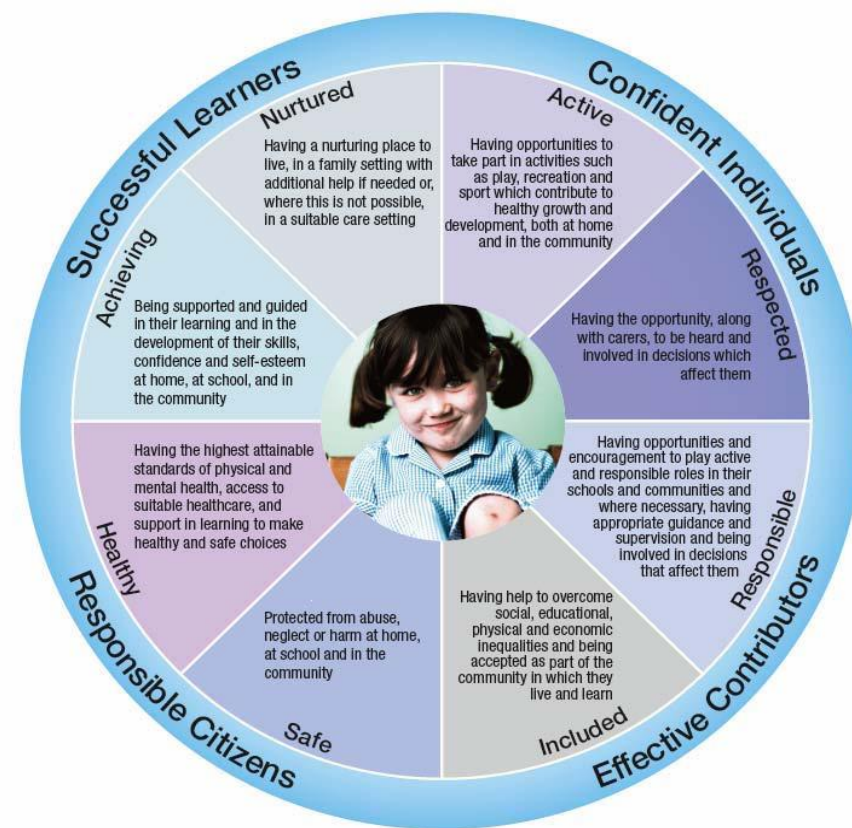 Successful Learners
Confident Individuals
Nurtured
Having a nurturing place to
live, in a family setting with
additional help if needed or,
where this is not possible,
in a suitable care setting
Active
Having opportunities to
take part in activities such
as play, recreation and
sport which contribute to
healthy growth and
development, both at home
and in the community
Achieving
Being supported and guided
in their learning and in the
development of their skills,
confidence and self-esteem
at home, at school, and in
the community
Respected
Having the opportunity, along
with carers, to be heard and
involved in decisions which
affect them
Healthy
Having the highest attainable
standards of physical and
mental health, access to
suitable healthcare, and
support in learning to make
healthy and safe choices
Responsible
Having opportunities and
encouragement to play active
and responsible roles in their
schools and communities and
where necessary, having
appropriate guidance and
supervision and being
involved in decisions
that affect them
Safe
Protected from abuse,
neglect or harm at home,
at school and in the
community
Included
Having help to overcome
social, educational,
physical and economic
inequalities and being
accepted as part of the
community in which they
live and learn
Responsible Citizens
Effective Contributors